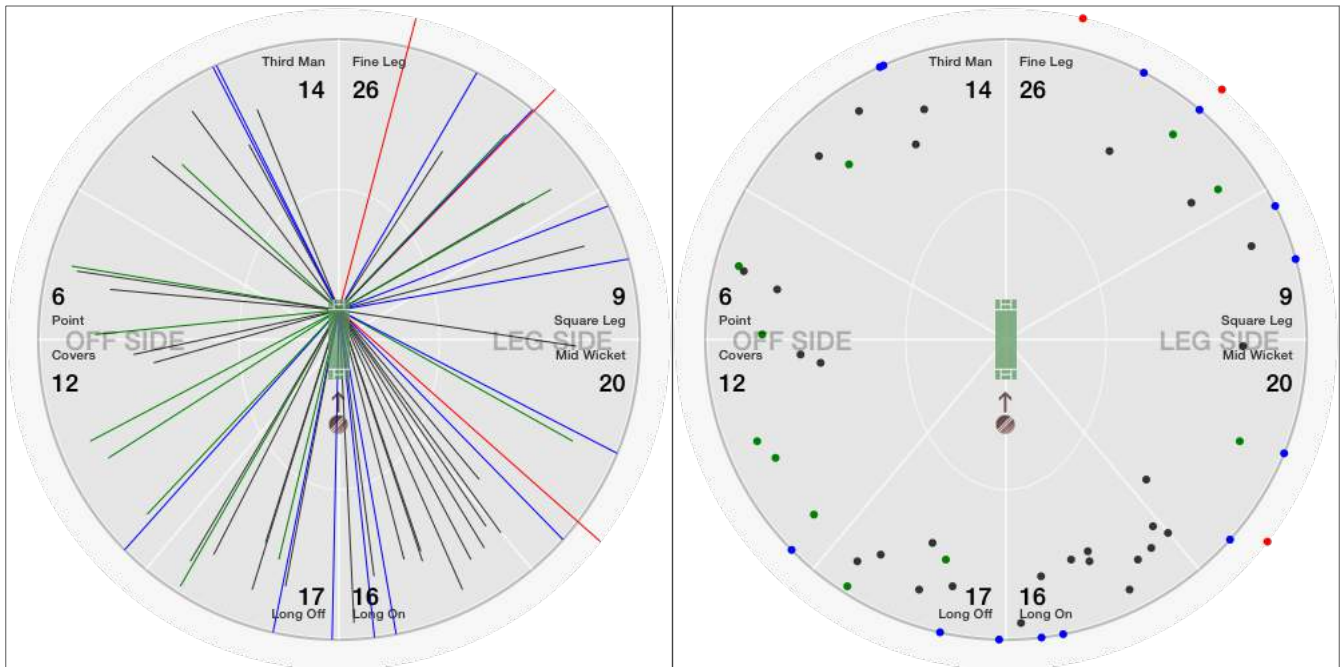 Third Man
14
Fine Leg
26
6
Point
OFF SIDE
Covers
12
9
Square Leg
LEG SIDE
Mid Wicket
20
17
Long Off
16
Long On
Third Man
14
Fine Leg
26
6
Point
OFF SIDE
Covers
12
9
Square Leg
LEG SIDE
Mid Wicket
20
17
Long Off
16
Long On